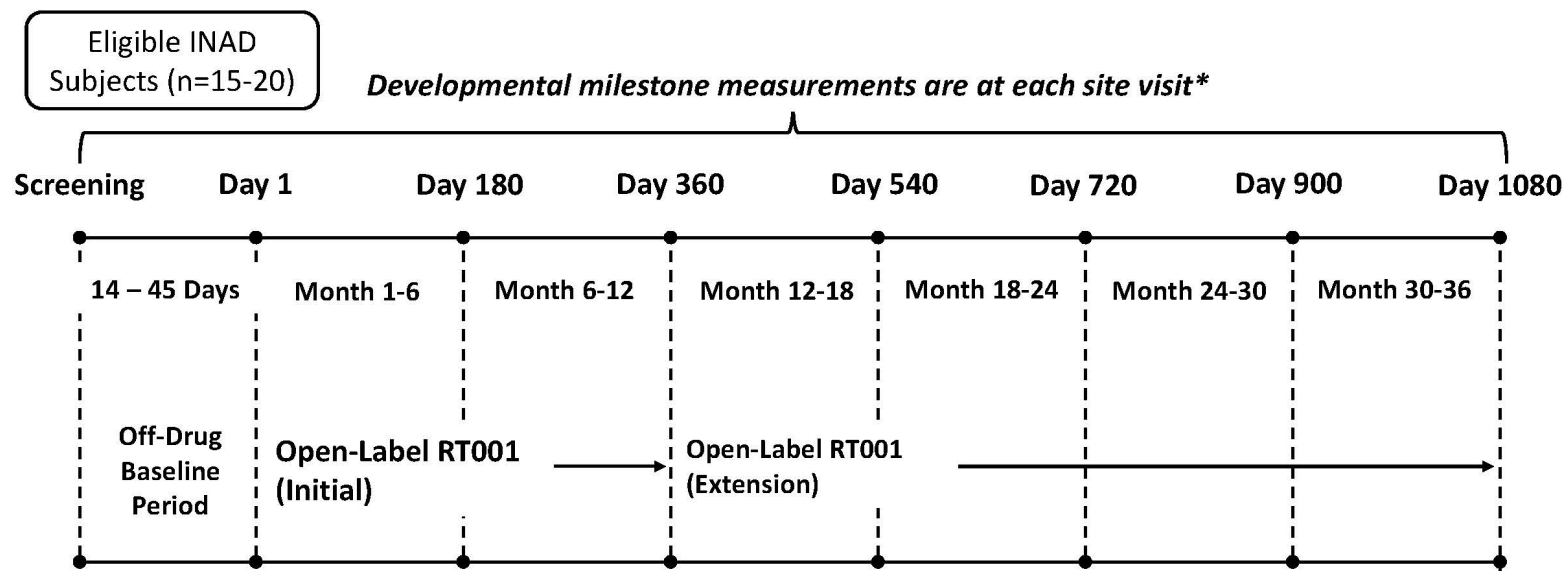 Eligible INAD
Subjects (n=15-20)
Developmental milestone measurements are at each site visit*
Screening Day 1 Day 180 Day 360 Day 540 Day 720 Day 900 Day 1080
14 – 45 Days Month 1-6 Month 6-12 Month 12-18 Month 18-24 Month 24-30 Month 30-36
Off-Drug
Baseline
Period
Open-Label RT001
(Initial)
Open-Label RT001
(Extension)